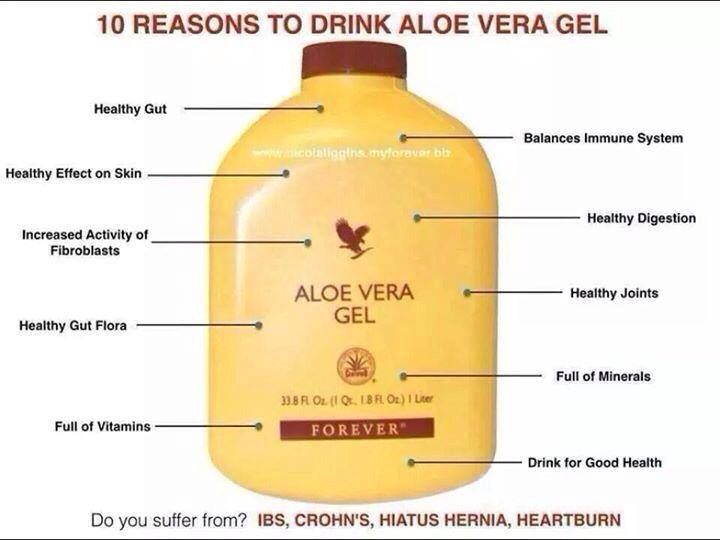 10 REASONS TO DRINK ALOE VERA GEL
Healthy Gut
Balances Immune System
Healthy Effect on Skin
Healthy Digestion
Increased Activity of
Fibroblasts
ALOE VERA
GEL
Healthy Joints
Healthy Gut Flora
Full of Minerals
33.8 Fl. Oz. (1 Qt., 1.8 Fl. Oz.) 1 Liter
Full of Vitamins
FOREVER®
Drink for Good Health
Do you suffer from? IBS, CROHN'S, HIATUS HERNIA, HEARTBURN